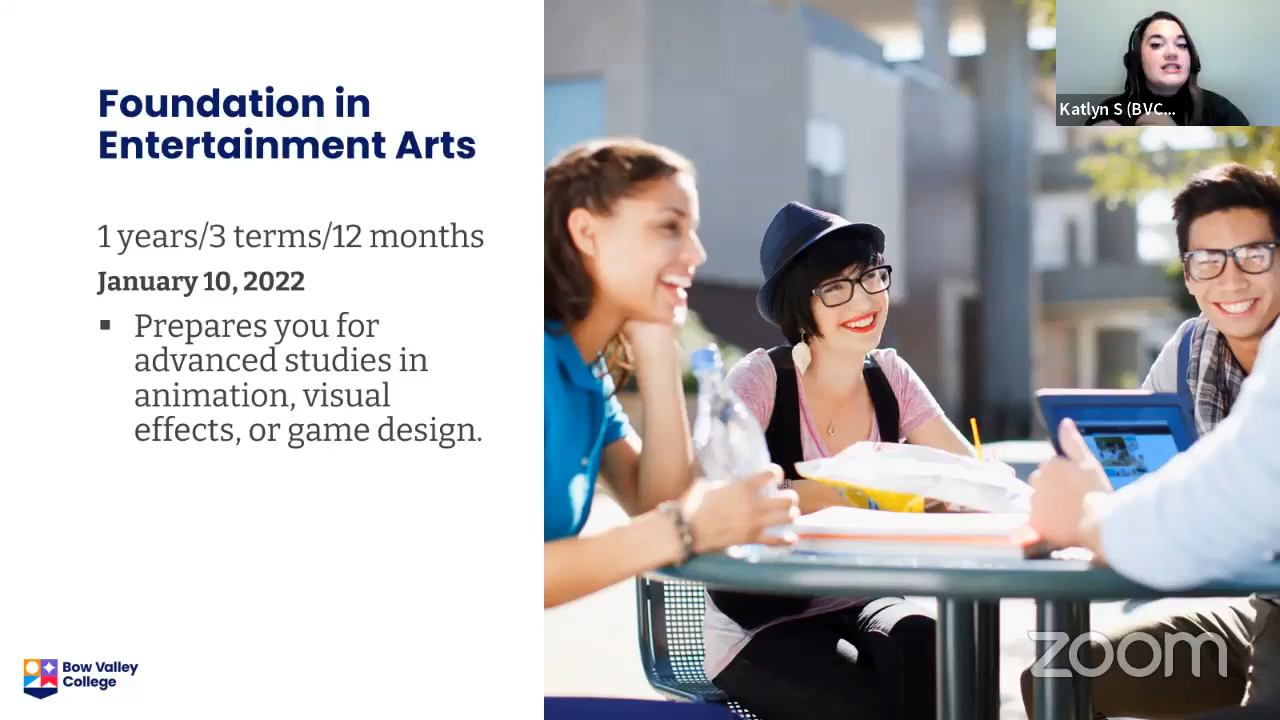 Foundation in
Entertainment Arts
1 years/3 terms/12 months
January 10, 2022
▪ Prepares you for
advanced studies in
animation, visual
effects, or game design.
Bow Valley
College
Katlyn S (BVC...
zoom